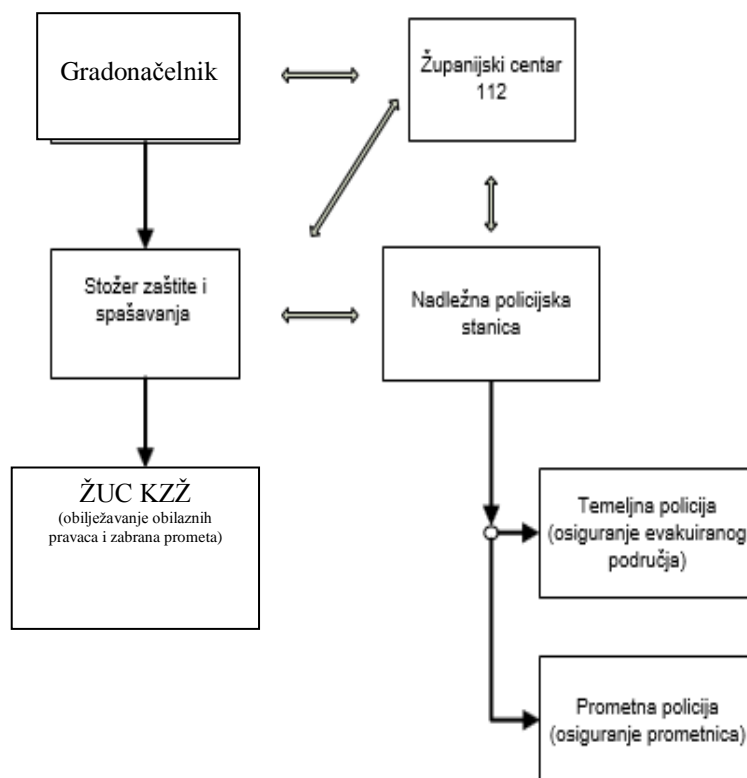 Gradonačelnik
Županijski centar
112
Stožer zaštite i
spašavanja
Nadležna policijska
stanica
ŽUC KZŽ
(obilježavanje obilaznih
pravaca i zabrana prometa)
Temeljna policija
(osiguranje evakuiranog
područja)
Prometna policija
(osiguranje prometnica)